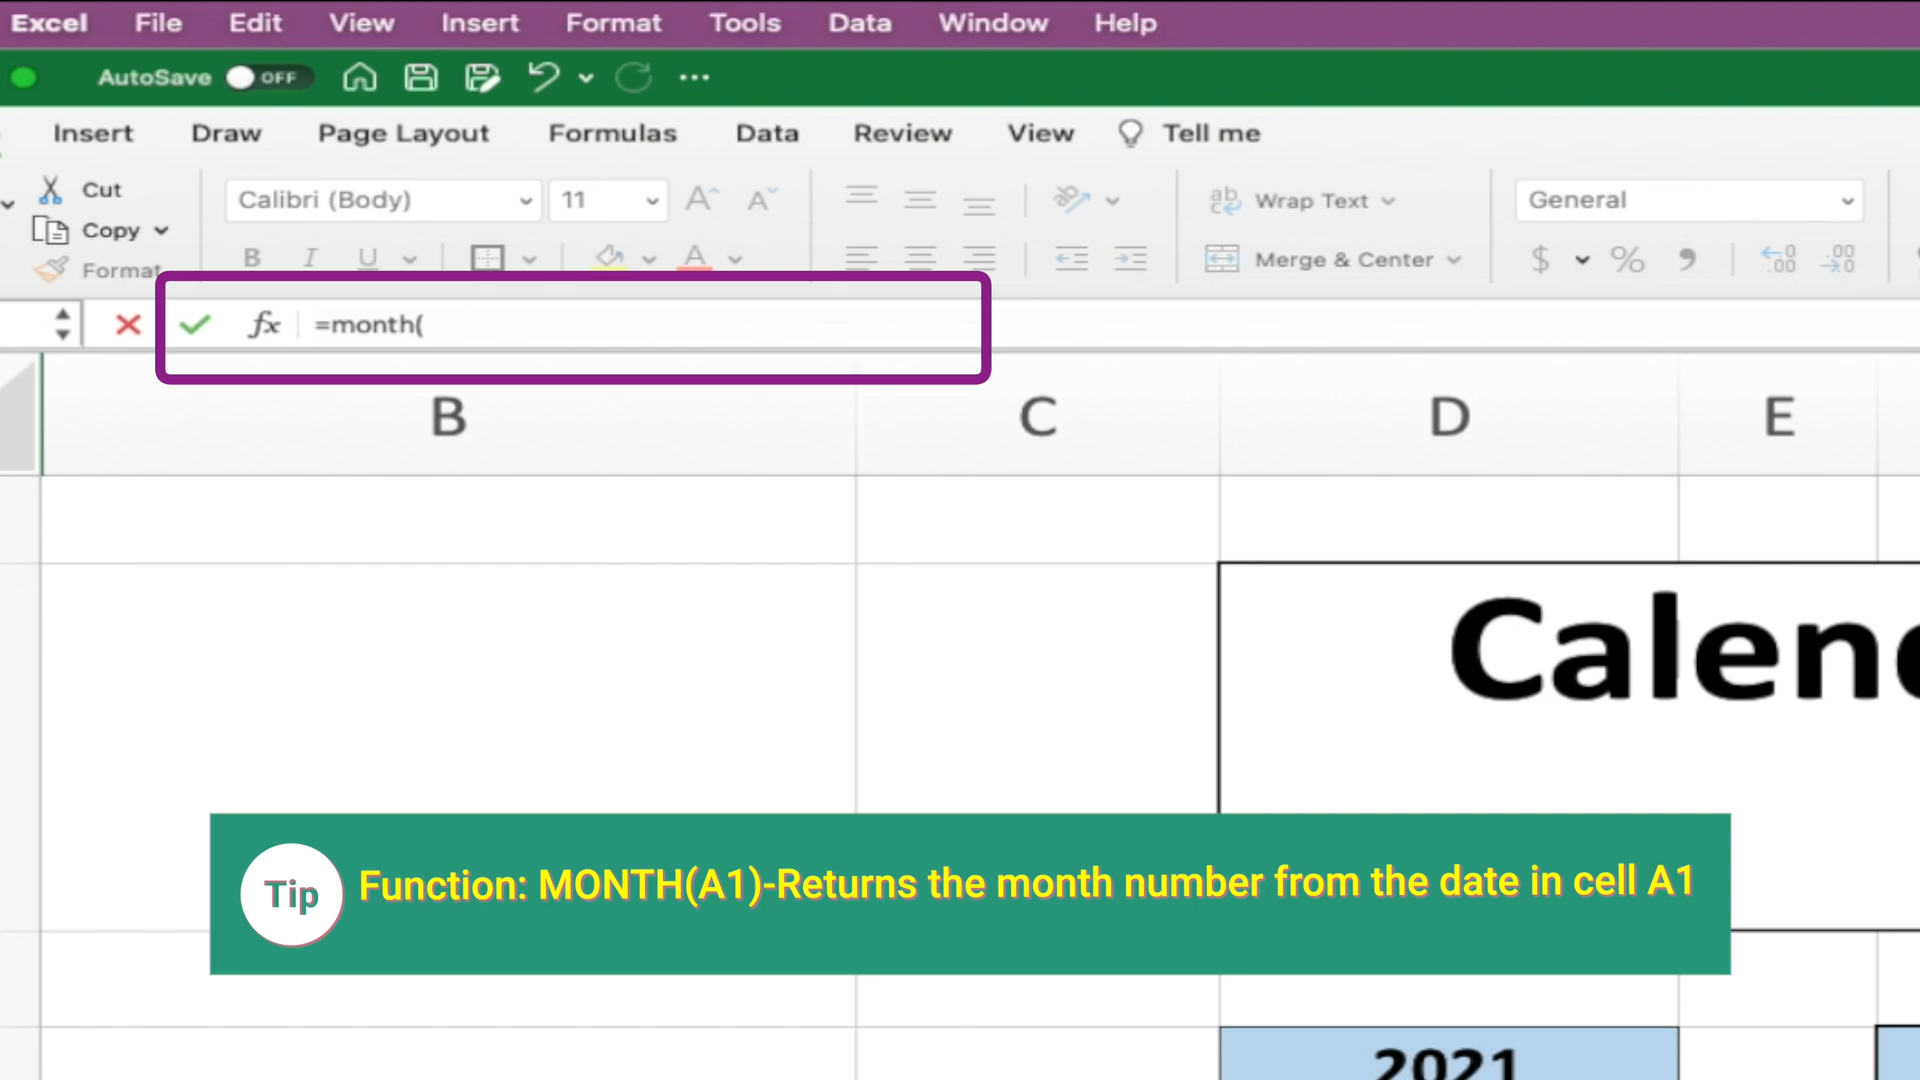 Excel File Edit View Insert Format Tools Data Window Help
AutoSave OFF
Insert Draw Page Layout Formulas Data Review View Tell me
Cut
Copy
Format
Calibri (Body) 11
B I U
Wrap Text
Merge & Center
General
$ % 9
=month(
B C D E
Calen
Tip Function: MONTH(A1)-Returns the month number from the date in cell A1
2021